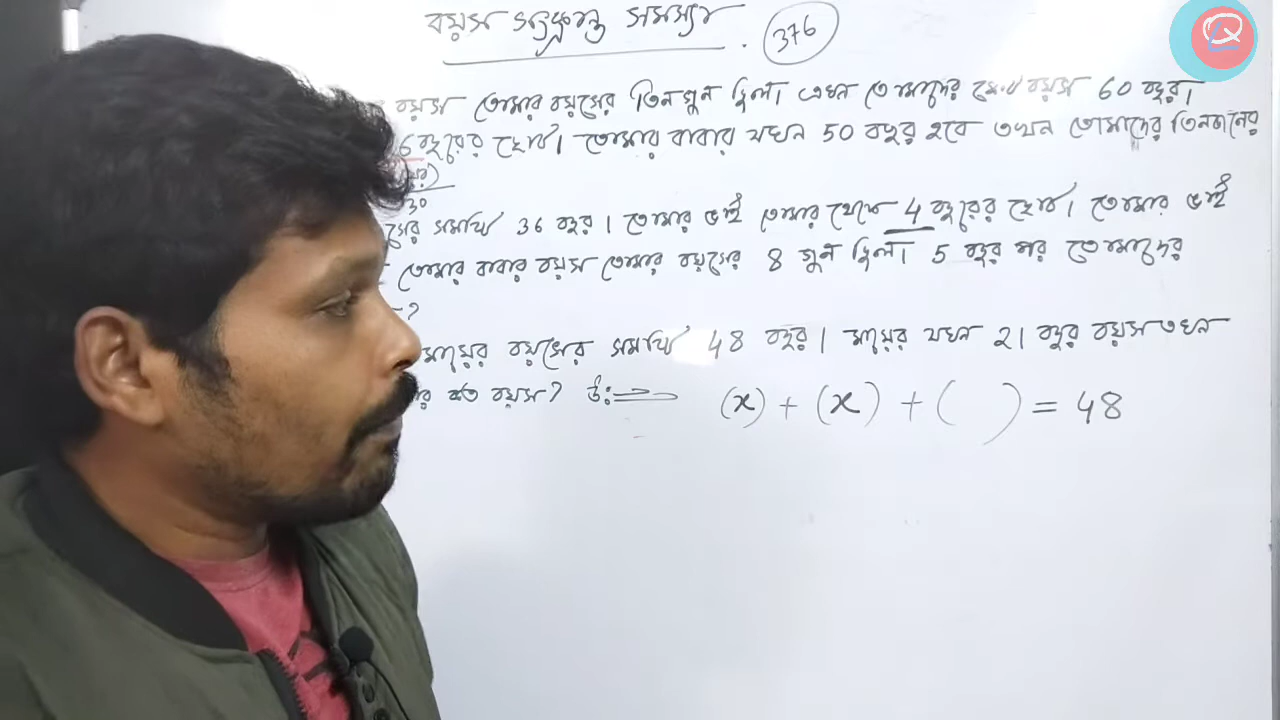 বয়স সংক্রান্ত সমস্যা . 376
বয়স তোমার বয়সের তিনগুন ছিল। এখন তোমাদের মোট বয়স 60 বছর।
6 বছরের ছোট। তোমার বাবার যখন 50 বছর হবে তখন তোমাদের তিনজনের
30
সমষ্টি 36 বছর। তোমার ভাই তোমার থেকে 4 বছরের ছোট। তোমার ভাই
তোমার বাবার বয়স তোমার বয়সের 8 গুন ছিল। 5 বছর পর তোমাদের
?
মায়ের বয়সের সমষ্টি 48 বছর। মায়ের যখন 21 বছর বয়স তখন
কত বয়স? উঃ ⇒ (x) + (x) + ( ) = 48